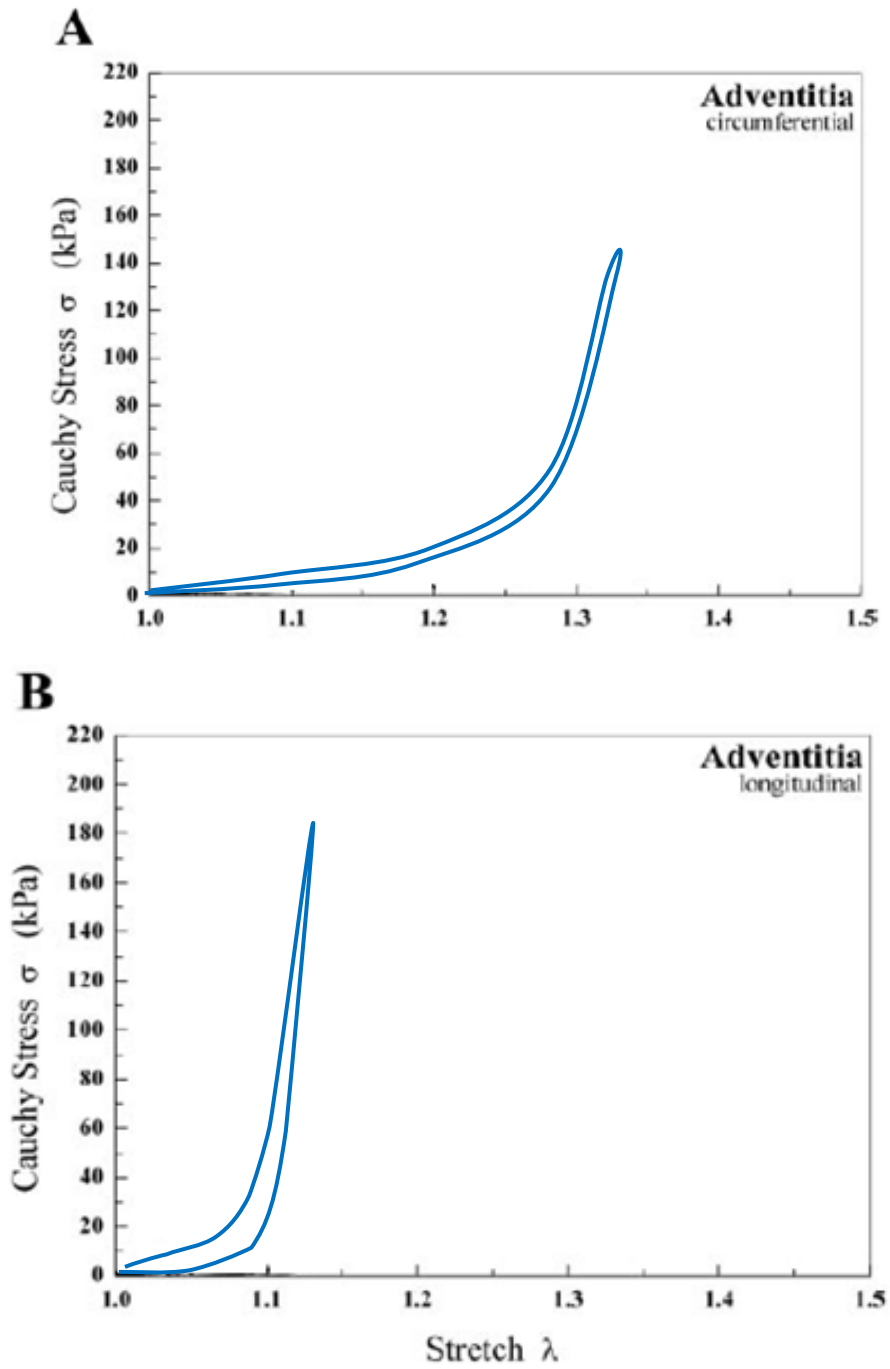 A
Adventitia
circumferential
220
200
180
160
140
120
100
80
60
40
20
0
Cauchy Stress σ (kPa)
1.0 1.1 1.2 1.3 1.4 1.5
B
Adventitia
longitudinal
220
200
180
160
140
120
100
80
60
40
20
0
Cauchy Stress σ (kPa)
1.0 1.1 1.2 1.3 1.4 1.5
Stretch λ